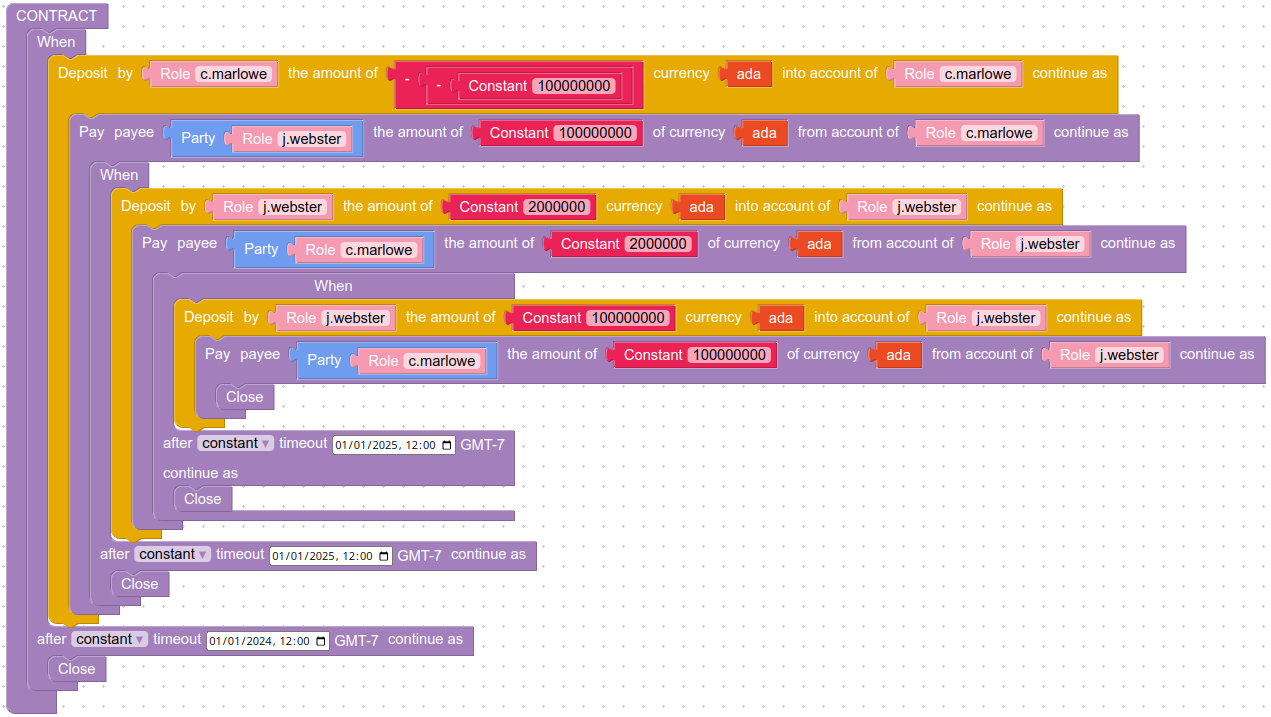 CONTRACT
When
Deposit by Role c.marlowe the amount of - - Constant 100000000 currency ada into account of Role c.marlowe continue as
Pay payee Party Role j.webster the amount of Constant 100000000 of currency ada from account of Role c.marlowe continue as
When
Deposit by Role j.webster the amount of Constant 2000000 currency ada into account of Role j.webster continue as
Pay payee Party Role c.marlowe the amount of Constant 2000000 of currency ada from account of Role j.webster continue as
When
Deposit by Role j.webster the amount of Constant 100000000 currency ada into account of Role j.webster continue as
Pay payee Party Role c.marlowe the amount of Constant 100000000 of currency ada from account of Role j.webster continue as
Close
after constant timeout 01/01/2025, 12:00 GMT-7
continue as
Close
after constant timeout 01/01/2025, 12:00 GMT-7 continue as
Close
after constant timeout 01/01/2024, 12:00 GMT-7 continue as
Close